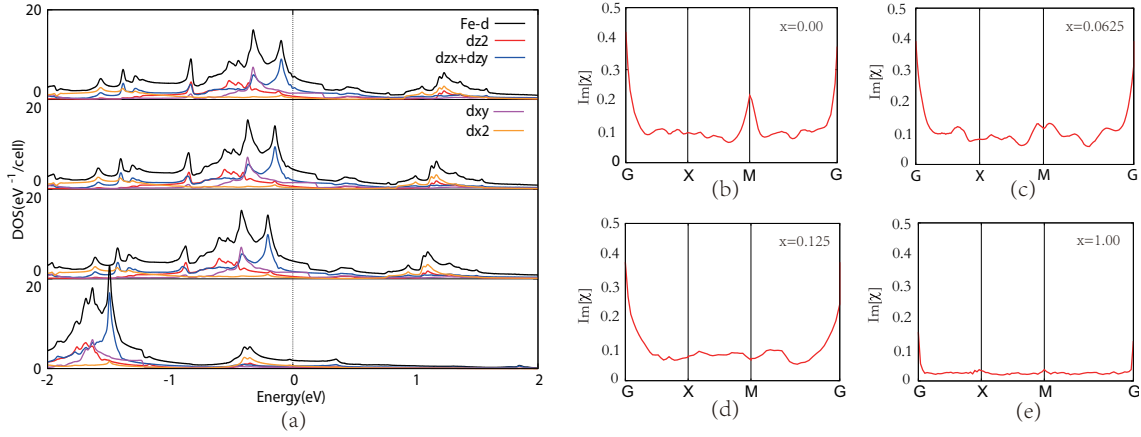 20
Fe-d
dz2
dzx+dzy
0
20
dxy
dx2
0
20
0
20
0
-2
-1
0
1
2
DOS(eV⁻¹/cell)
Energy(eV)
(a)
x=0.00
0.5
0.4
0.3
0.2
0.1
0
Im[χ]
G
X
M
G
(b)
x=0.0625
0.5
0.4
0.3
0.2
0.1
0
Im[χ]
G
X
M
G
(c)
x=0.125
0.5
0.4
0.3
0.2
0.1
0
Im[χ]
G
X
M
G
(d)
x=1.00
0.5
0.4
0.3
0.2
0.1
0
Im[χ]
G
X
M
G
(e)